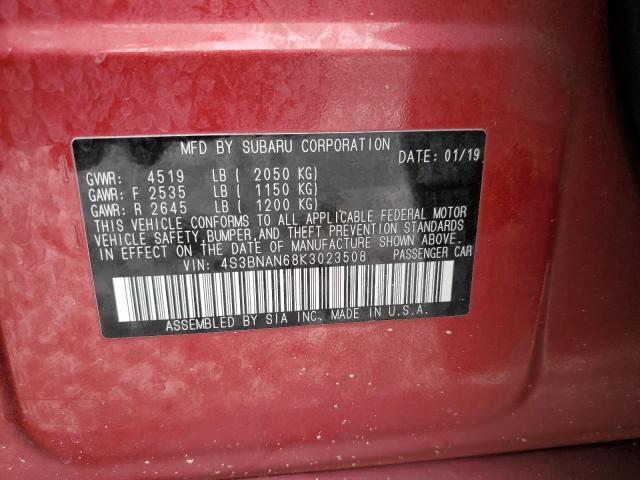 MFD BY SUBARU CORPORATION
DATE: 01/19
GVWR: 4519 LB ( 2050 KG)
GAWR: F 2535 LB ( 1150 KG)
GAWR: R 2645 LB ( 1200 KG)
THIS VEHICLE CONFORMS TO ALL APPLICABLE FEDERAL MOTOR
VEHICLE SAFETY, BUMPER, AND THEFT PREVENTION STANDARDS
IN EFFECT ON THE DATE OF MANUFACTURE SHOWN ABOVE.
VIN: 4S3BNAN68K3023508 PASSENGER CAR
ASSEMBLED BY SIA INC. MADE IN U.S.A.